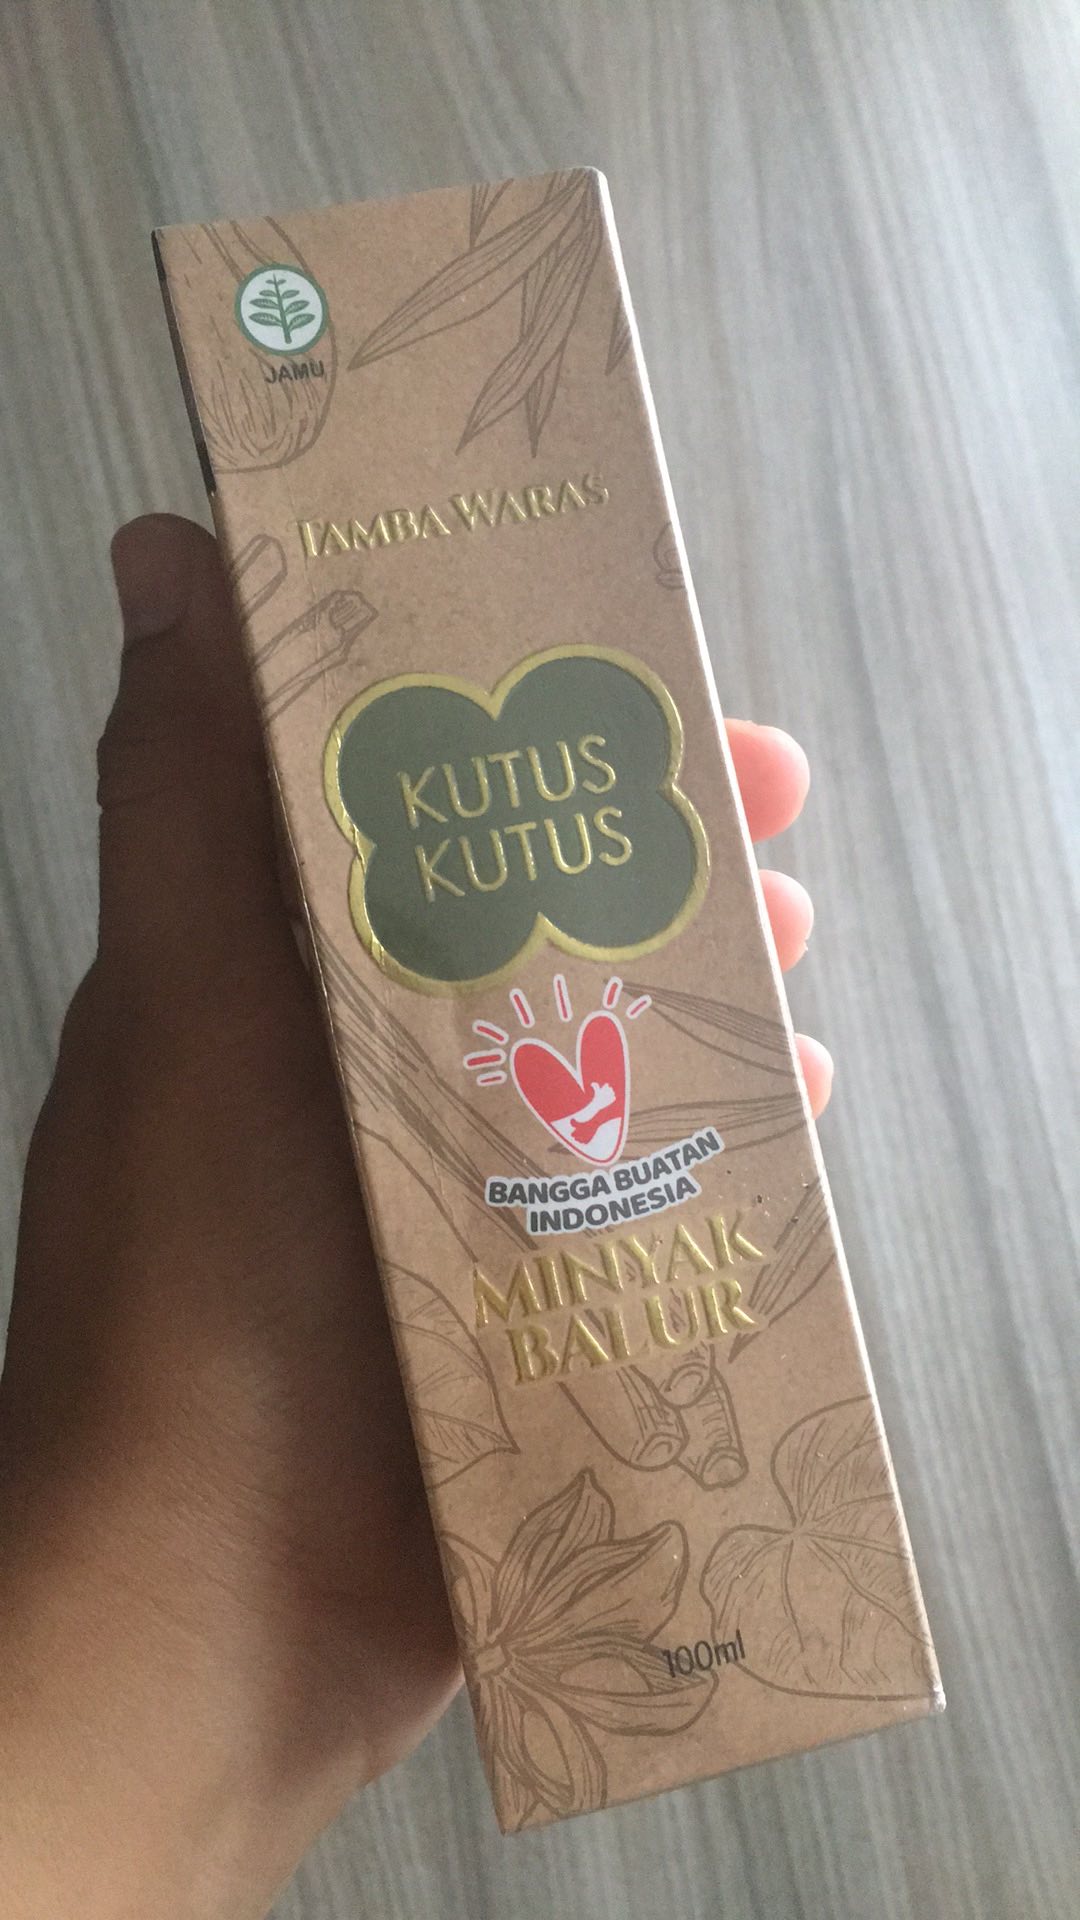 JAMU
TAMBA WARAS
KUTUS
KUTUS
BANGGA BUATAN
INDONESIA
MINYAK
BALUR
100ml